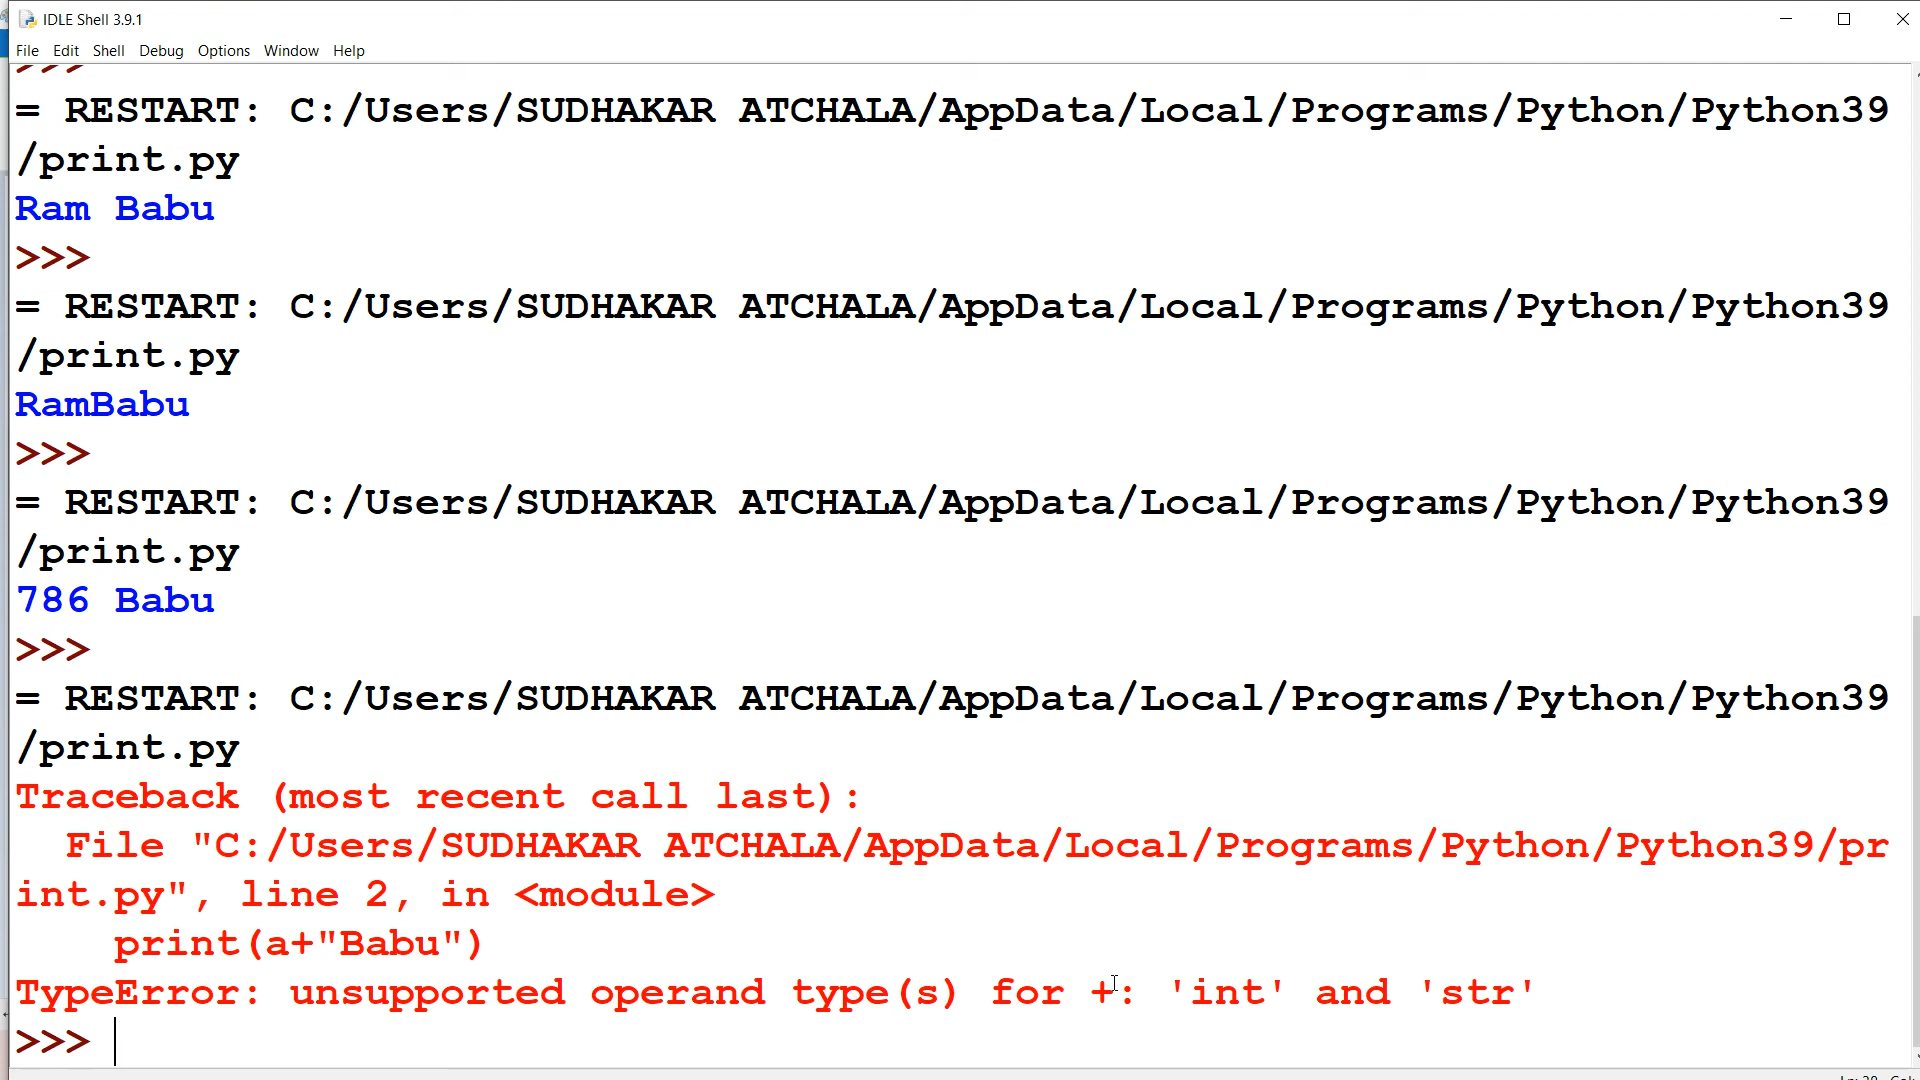 IDLE Shell 3.9.1
File Edit Shell Debug Options Window Help
>>>
= RESTART: C:/Users/SUDHAKAR ATCHALA/AppData/Local/Programs/Python/Python39
/print.py
Ram Babu
>>>
= RESTART: C:/Users/SUDHAKAR ATCHALA/AppData/Local/Programs/Python/Python39
/print.py
RamBabu
>>>
= RESTART: C:/Users/SUDHAKAR ATCHALA/AppData/Local/Programs/Python/Python39
/print.py
786 Babu
>>>
= RESTART: C:/Users/SUDHAKAR ATCHALA/AppData/Local/Programs/Python/Python39
/print.py
Traceback (most recent call last):
  File "C:/Users/SUDHAKAR ATCHALA/AppData/Local/Programs/Python/Python39/pr
int.py", line 2, in <module>
    print(a+"Babu")
TypeError: unsupported operand type(s) for +: 'int' and 'str'
>>>